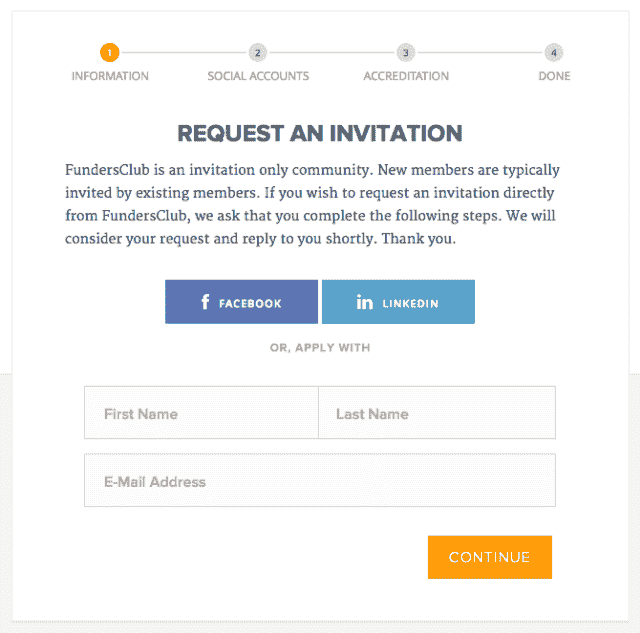 1 2 3 4
INFORMATION SOCIAL ACCOUNTS ACCREDITATION DONE
REQUEST AN INVITATION
FundersClub is an invitation only community. New members are typically
invited by existing members. If you wish to request an invitation directly
from FundersClub, we ask that you complete the following steps. We will
consider your request and reply to you shortly. Thank you.
f FACEBOOK in LINKEDIN
OR, APPLY WITH
First Name Last Name
E-Mail Address
CONTINUE